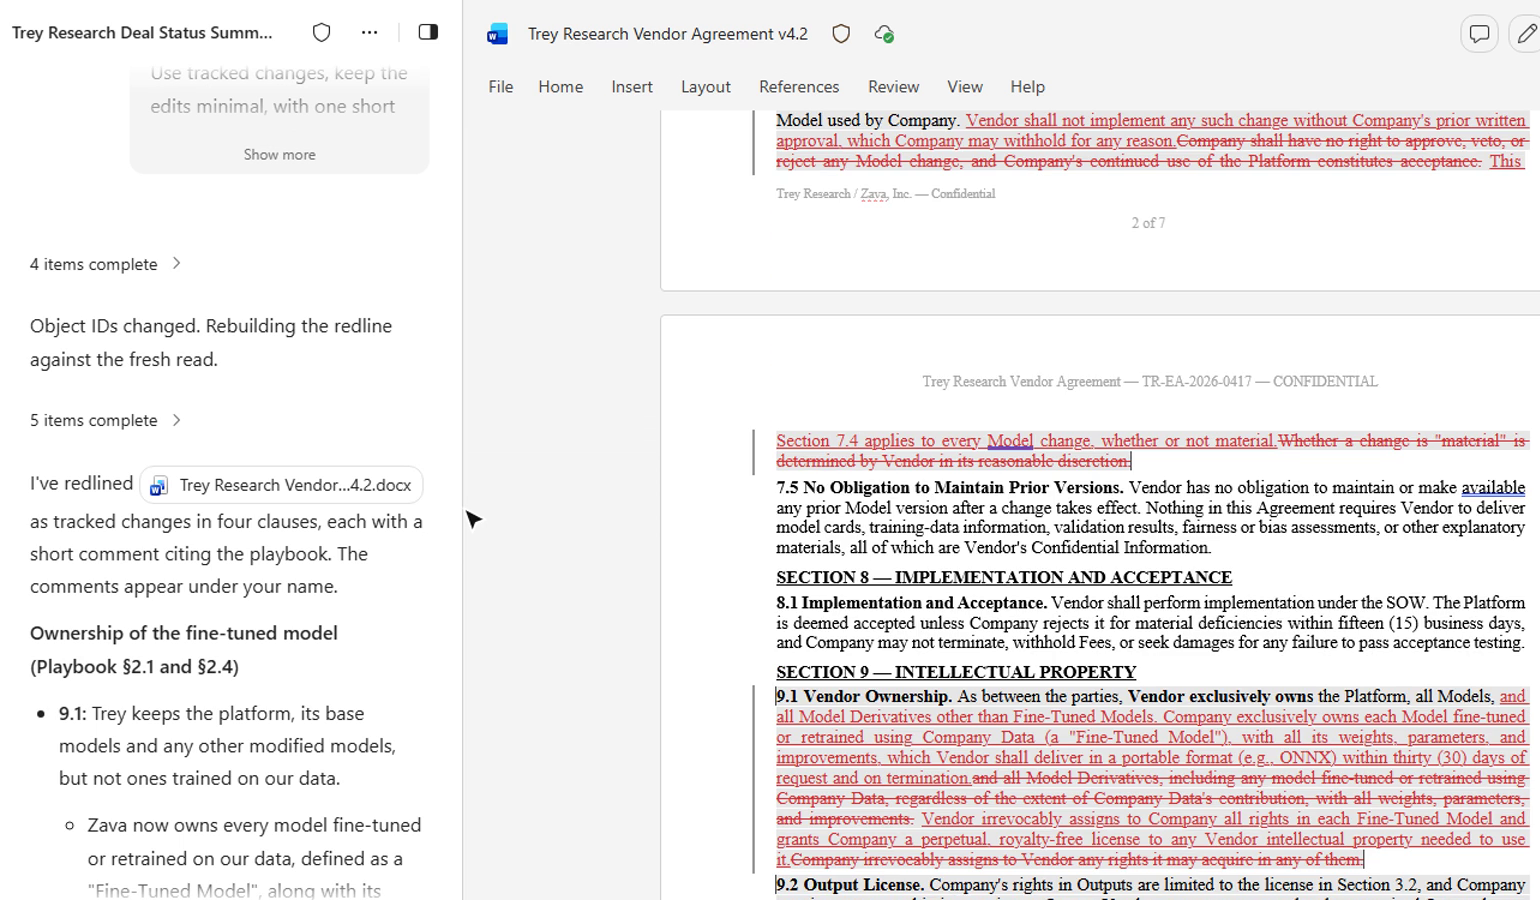 Trey Research Deal Status Summ...
Use tracked changes, keep the
edits minimal, with one short
Show more
4 items complete
Object IDs changed. Rebuilding the redline
against the fresh read.
5 items complete
I've redlined Trey Research Vendor...4.2.docx
as tracked changes in four clauses, each with a
short comment citing the playbook. The
comments appear under your name.
Ownership of the fine-tuned model
(Playbook §2.1 and §2.4)
• 9.1: Trey keeps the platform, its base
models and any other modified models,
but not ones trained on our data.
○ Zava now owns every model fine-tuned
or retrained on our data, defined as a
"Fine-Tuned Model", along with its
Trey Research Vendor Agreement v4.2
File Home Insert Layout References Review View Help
Model used by Company. Vendor shall not implement any such change without Company's prior written
approval, which Company may withhold for any reason.Company shall have no right to approve, veto, or
reject any Model change, and Company's continued use of the Platform constitutes acceptance. This
Trey Research / Zava, Inc. — Confidential
2 of 7
Trey Research Vendor Agreement — TR-EA-2026-0417 — CONFIDENTIAL
Section 7.4 applies to every Model change, whether or not material.Whether a change is "material" is
determined by Vendor in its reasonable discretion.
7.5 No Obligation to Maintain Prior Versions. Vendor has no obligation to maintain or make available
any prior Model version after a change takes effect. Nothing in this Agreement requires Vendor to deliver
model cards, training-data information, validation results, fairness or bias assessments, or other explanatory
materials, all of which are Vendor's Confidential Information.
SECTION 8 — IMPLEMENTATION AND ACCEPTANCE
8.1 Implementation and Acceptance. Vendor shall perform implementation under the SOW. The Platform
is deemed accepted unless Company rejects it for material deficiencies within fifteen (15) business days,
and Company may not terminate, withhold Fees, or seek damages for any failure to pass acceptance testing.
SECTION 9 — INTELLECTUAL PROPERTY
9.1 Vendor Ownership. As between the parties, Vendor exclusively owns the Platform, all Models, and
all Model Derivatives other than Fine-Tuned Models. Company exclusively owns each Model fine-tuned
or retrained using Company Data (a "Fine-Tuned Model"), with all its weights, parameters, and
improvements, which Vendor shall deliver in a portable format (e.g., ONNX) within thirty (30) days of
request and on termination.and all Model Derivatives, including any model fine-tuned or retrained using
Company Data, regardless of the extent of Company Data's contribution, with all weights, parameters,
and improvements. Vendor irrevocably assigns to Company all rights in each Fine-Tuned Model and
grants Company a perpetual, royalty-free license to any Vendor intellectual property needed to use
it.Company irrevocably assigns to Vendor any rights it may acquire in any of them.
9.2 Output License. Company's rights in Outputs are limited to the license in Section 3.2, and Company